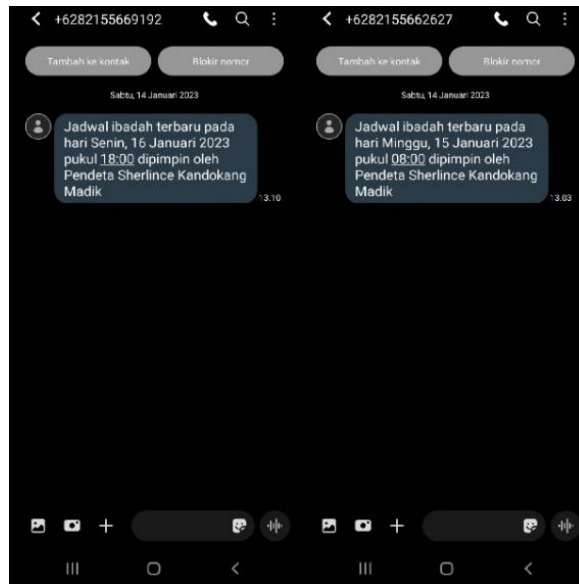 +6282155669192
Tambah ke kontak
Blokir nomor
Sabtu, 14 Januari 2023
Jadwal ibadah terbaru pada
hari Senin, 16 Januari 2023
pukul 18:00 dipimpin oleh
Pendeta Sherlince Kandokang
Madik
13.10
+6282155662627
Tambah ke kontak
Blokir nomor
Sabtu, 14 Januari 2023
Jadwal ibadah terbaru pada
hari Minggu, 15 Januari 2023
pukul 08:00 dipimpin oleh
Pendeta Sherlince Kandokang
Madik
13.03